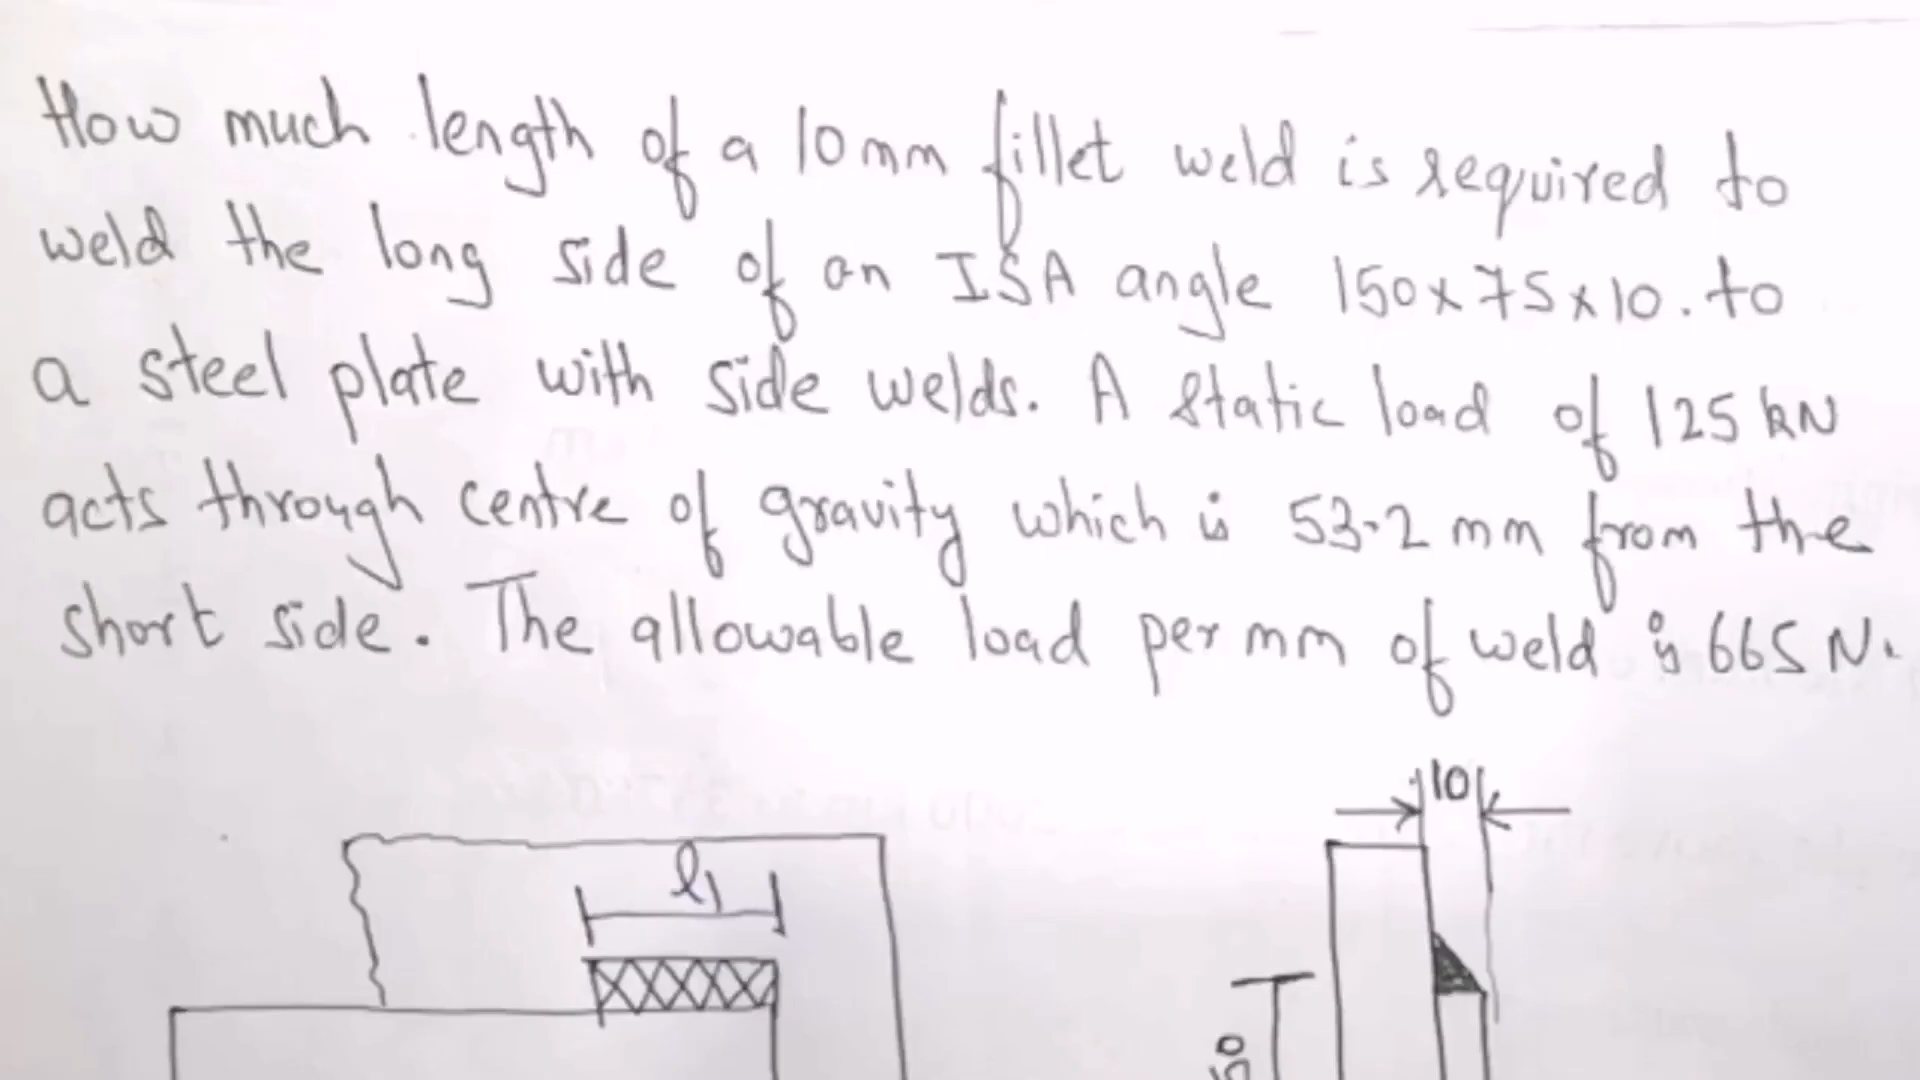 How much length of a 10mm fillet weld is required to
weld the long side of an ISA angle 150x75x10. to
a steel plate with side welds. A static load of 125 kN
acts through centre of gravity which is 53.2 mm from the
short side. The allowable load per mm of weld is 665 N.
10
l1